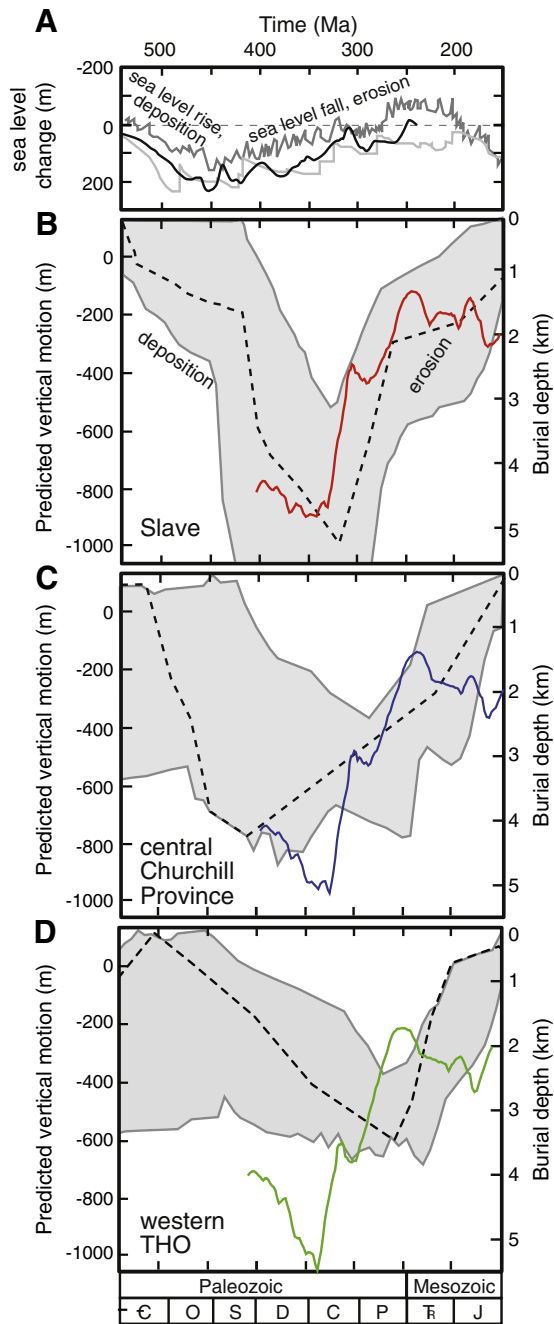 A
Time (Ma)
500
400
300
200
-200
0
200
sea level
change (m)
sea level rise,
deposition
sea level fall, erosion
B
0
-200
-400
-600
-800
-1000
Predicted vertical motion (m)
deposition
erosion
Slave
0
1
2
3
4
5
Burial depth (km)
C
0
-200
-400
-600
-800
-1000
Predicted vertical motion (m)
central
Churchill
Province
0
1
2
3
4
5
Burial depth (km)
D
0
-200
-400
-600
-800
-1000
Predicted vertical motion (m)
western
THO
0
1
2
3
4
5
Burial depth (km)
Paleozoic
Mesozoic
Ꞓ O S D C P TR J